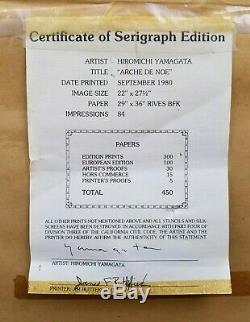 Certificate of Serigraph Edition
ARTIST - HIROMICHI YAMAGATA
TITLE - "ARCHE DE NOE"
DATE PRINTED SEPTEMBER 1980
IMAGE SIZE 22" x 27½"
PAPER 29" x 36" RIVES BFK
IMPRESSIONS 84
PAPERS
EDITION PRINTS 300
EUROPEAN EDITION 100
ARTIST'S PROOFS 30
HORS COMMERCE 15
PRINTER'S PROOFS 5
TOTAL 450
ALL OTHER PRINTS NOT MENTIONED ABOVE AND ALL STENCILS AND SILK
SCREENS HAVE BEEN DESTROYED IN ACCORDANCE WITH PART FOUR OF
DIVISION THREE OF THE CALIFORNIA CIVIL CODE. THE ARTIST AND PRINTER
DO HEREBY AFFIRM THE AUTHENTICITY OF THIS STATEMENT.
Yamagata
ARTIST: HIROMICHI YAMAGATA
PRINTER: JIM BUTTER